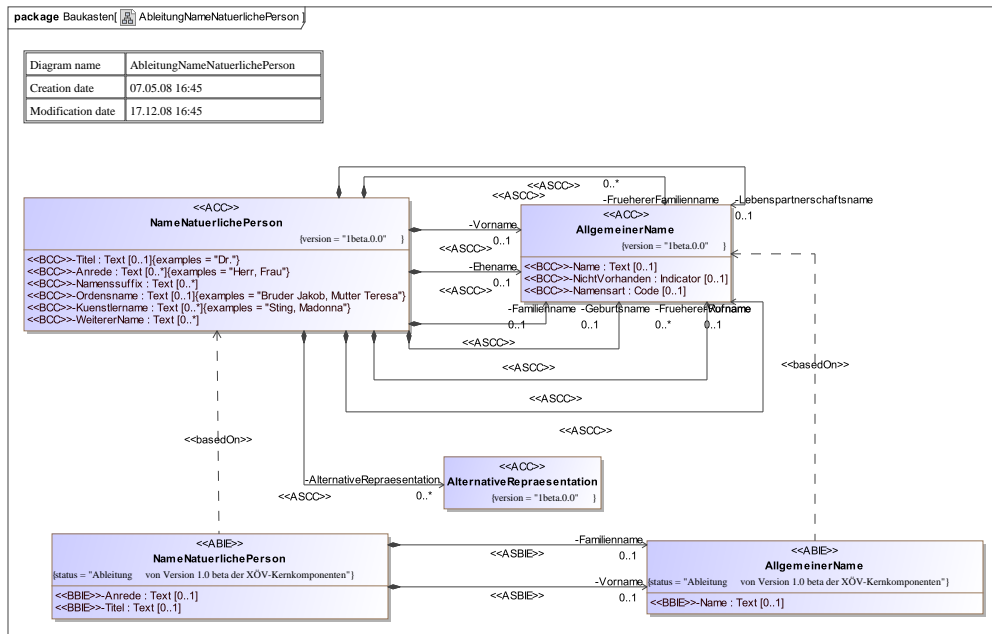 package Baukasten[ AbleitungNameNatuerlichePerson ]
Diagram name AbleitungNameNatuerlichePerson
Creation date 07.05.08 16:45
Modification date 17.12.08 16:45
<<ASCC>> 0..*
<<ASCC>>
-FruehererFamilienname -Lebenspartnerschaftsname
0..1
<<ACC>>
NameNatuerlichePerson
{version = "1beta.0.0" }
<<BCC>>-Titel : Text [0..1]{examples = "Dr."}
<<BCC>>-Anrede : Text [0..*]{examples = "Herr, Frau"}
<<BCC>>-Namenssuffix : Text [0..*]
<<BCC>>-Ordensname : Text [0..1]{examples = "Bruder Jakob, Mutter Teresa"}
<<BCC>>-Kuenstlername : Text [0..*]{examples = "Sting, Madonna"}
<<BCC>>-WeitererName : Text [0..*]
-Vorname
0..1
<<ASCC>>
-Ehename
0..1
<<ASCC>>
<<ACC>>
AllgemeinerName
{version = "1beta.0.0" }
<<BCC>>-Name : Text [0..1]
<<BCC>>-NichtVorhanden : Indicator [0..1]
<<BCC>>-Namensart : Code [0..1]
-Familienname -Geburtsname -Rufname
0..1 0..1 0..* 0..1
<<ASCC>>
<<ASCC>>
<<ASCC>>
<<ASCC>>
<<basedOn>>
<<basedOn>>
-AlternativeRepraesentation
<<ASCC>> 0..*
<<ACC>>
AlternativeRepraesentation
{version = "1beta.0.0" }
<<ABIE>>
NameNatuerlichePerson
{status = "Ableitung von Version 1.0 beta der XÖV-Kernkomponenten"}
<<BBIE>>-Anrede : Text [0..1]
<<BBIE>>-Titel : Text [0..1]
-Familienname
<<ASBIE>> 0..1
-Vorname
<<ASBIE>> 0..1
<<ABIE>>
AllgemeinerName
{status = "Ableitung von Version 1.0 beta der XÖV-Kernkomponenten"}
<<BBIE>>-Name : Text [0..1]